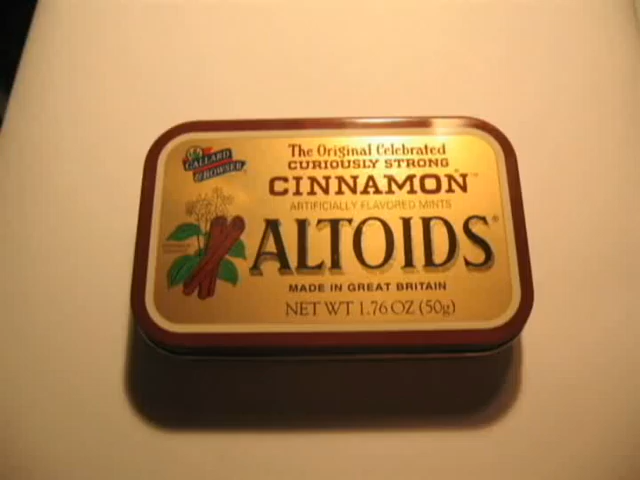 CALLARD
& BOWSER
The Original Celebrated
CURIOUSLY STRONG
CINNAMON™
ARTIFICIALLY FLAVORED MINTS
ALTOIDS®
MADE IN GREAT BRITAIN
NET WT 1.76 OZ (50g)